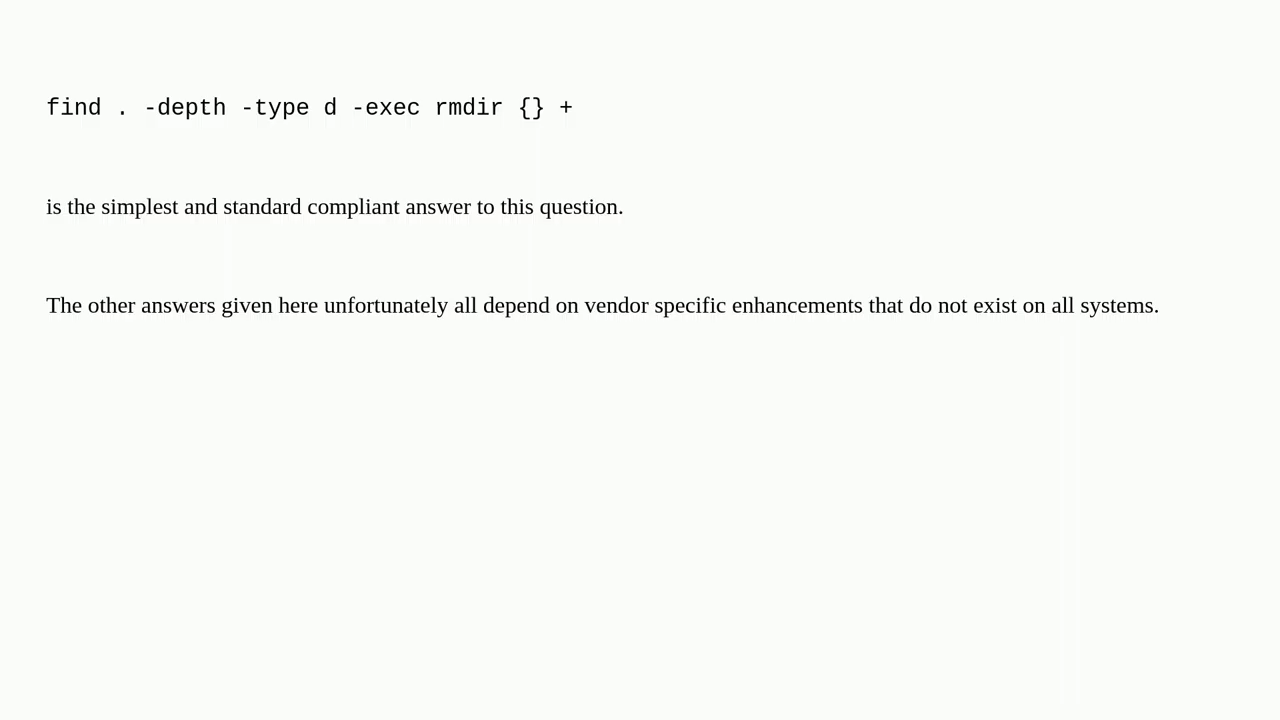 find . -depth -type d -exec rmdir {} +
is the simplest and standard compliant answer to this question.
The other answers given here unfortunately all depend on vendor specific enhancements that do not exist on all systems.